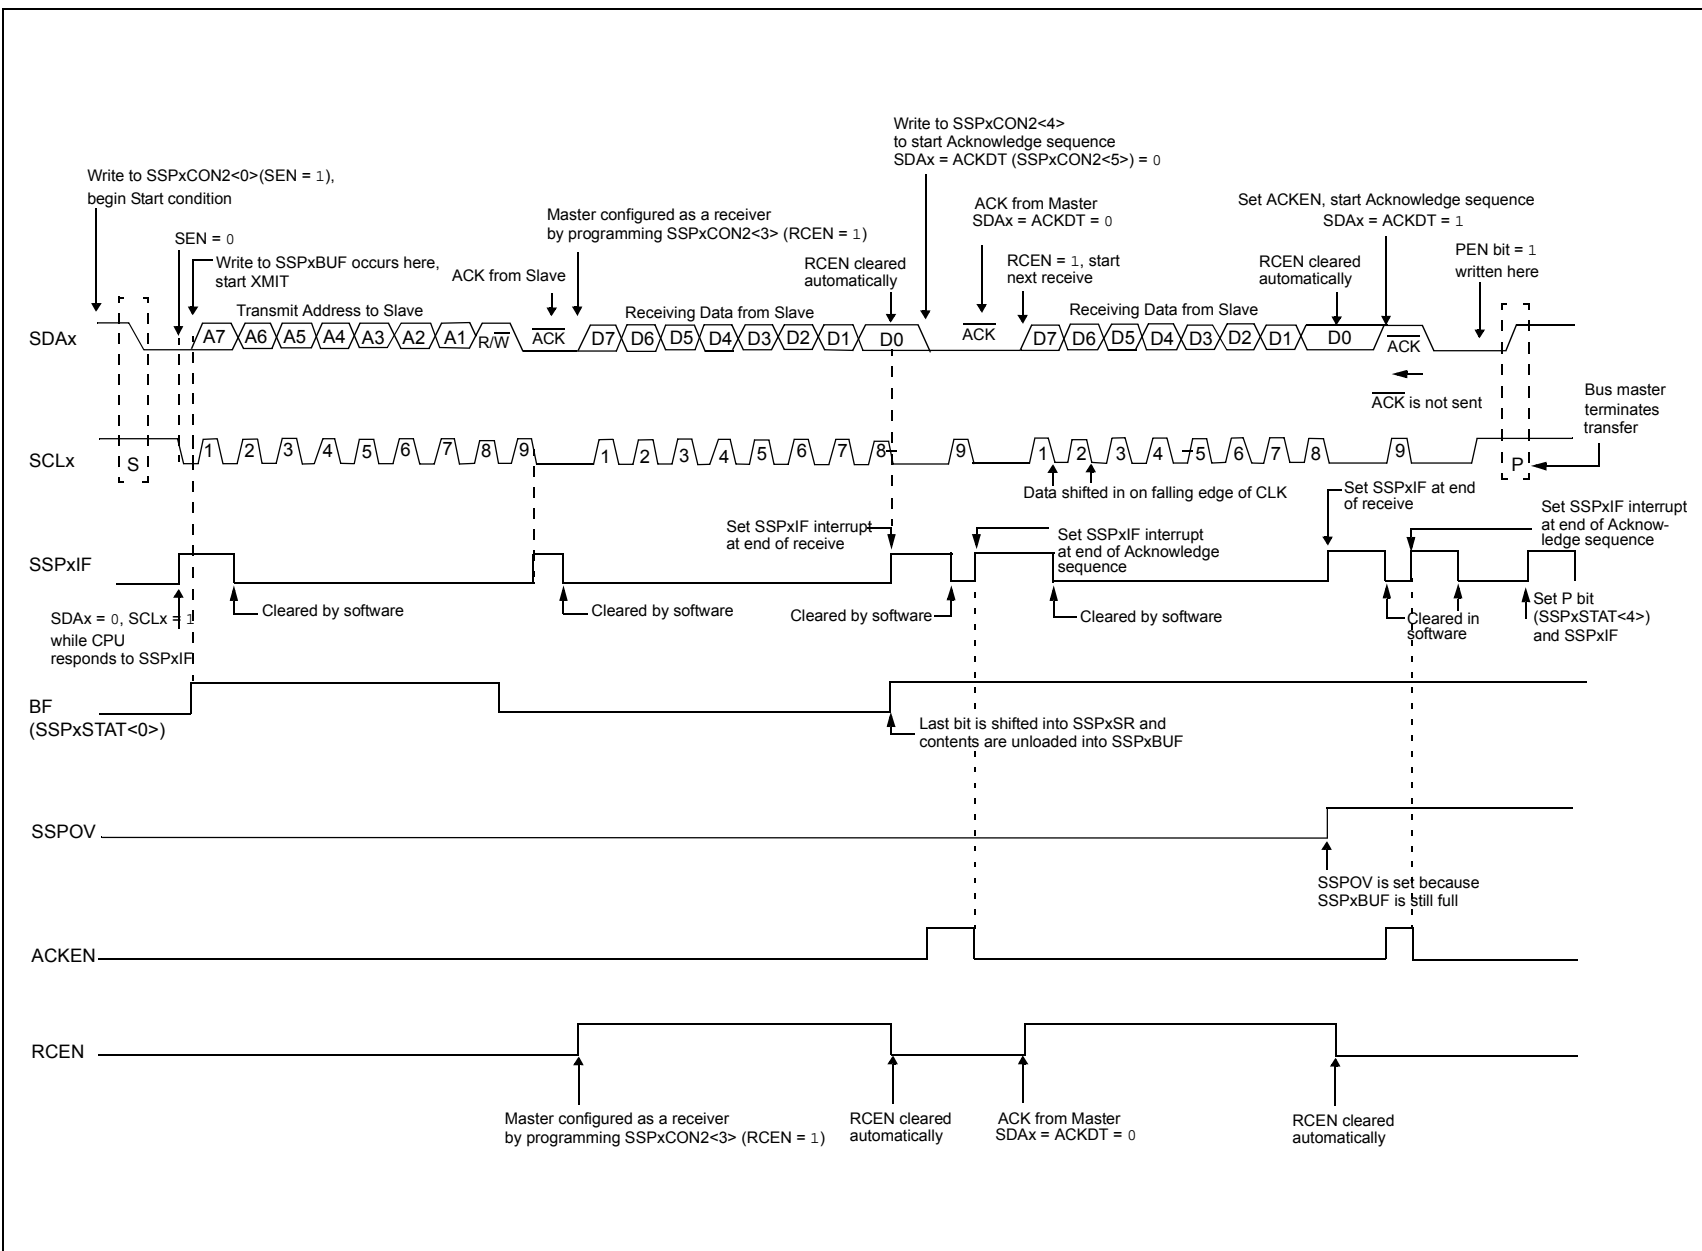 Write to SSPxCON2<4>
to start Acknowledge sequence
SDAx = ACKDT (SSPxCON2<5>) = 0
Write to SSPxCON2<0>(SEN = 1),
begin Start condition
Master configured as a receiver
by programming SSPxCON2<3> (RCEN = 1)
ACK from Master
SDAx = ACKDT = 0
Set ACKEN, start Acknowledge sequence
SDAx = ACKDT = 1
SEN = 0
Write to SSPxBUF occurs here,
start XMIT
ACK from Slave
RCEN cleared
automatically
RCEN = 1, start
next receive
RCEN cleared
automatically
PEN bit = 1
written here
Transmit Address to Slave
Receiving Data from Slave
Receiving Data from Slave
SDAx
A7 A6 A5 A4 A3 A2 A1 R/W ACK D7 D6 D5 D4 D3 D2 D1 D0 ACK D7 D6 D5 D4 D3 D2 D1 D0 ACK
ACK is not sent
Bus master
terminates
transfer
SCLx
S 1 2 3 4 5 6 7 8 9 1 2 3 4 5 6 7 8 9 1 2 3 4 5 6 7 8 9 P
Data shifted in on falling edge of CLK
Set SSPxIF at end
of receive
Set SSPxIF interrupt
at end of receive
Set SSPxIF interrupt
at end of Acknowledge
sequence
Set SSPxIF interrupt
at end of Acknow-
ledge sequence
SSPxIF
SDAx = 0, SCLx = 1
while CPU
responds to SSPxIF
Cleared by software
Cleared by software
Cleared by software
Cleared by software
Cleared in
software
Set P bit
(SSPxSTAT<4>)
and SSPxIF
BF
(SSPxSTAT<0>)
Last bit is shifted into SSPxSR and
contents are unloaded into SSPxBUF
SSPOV
SSPOV is set because
SSPxBUF is still full
ACKEN
RCEN
Master configured as a receiver
by programming SSPxCON2<3> (RCEN = 1)
RCEN cleared
automatically
ACK from Master
SDAx = ACKDT = 0
RCEN cleared
automatically